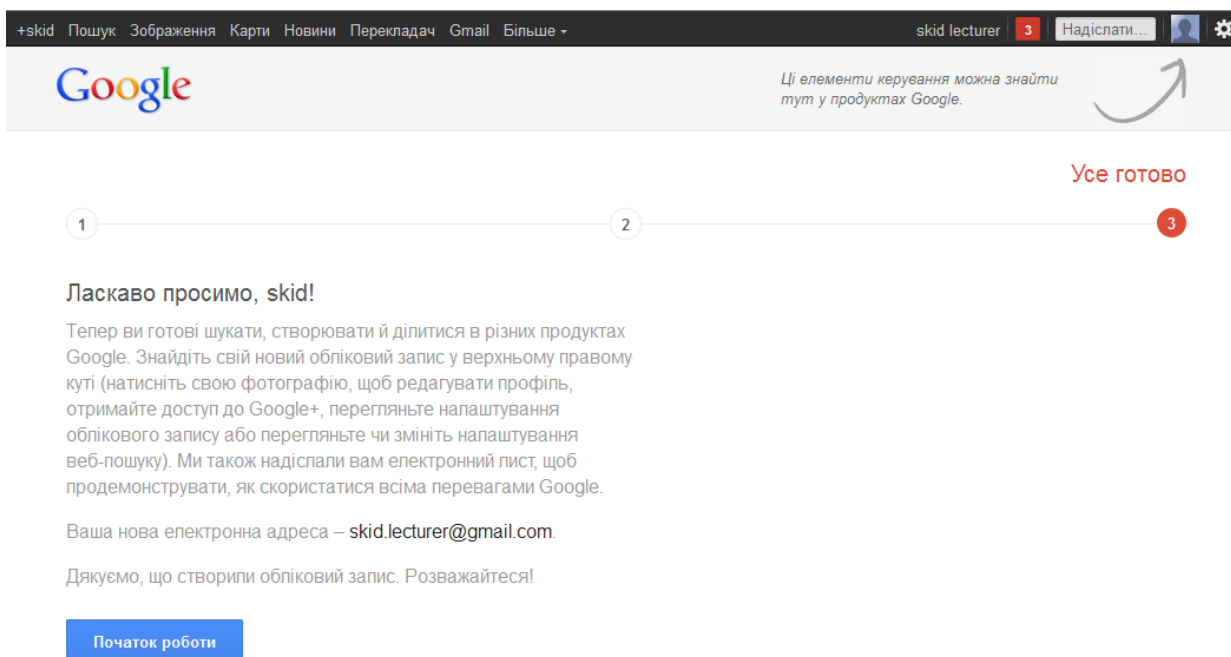 +skid Пошук Зображення Карти Новини Перекладач Gmail Більше
skid lecturer 3 Надіслати...
Google
Ці елементи керування можна знайти
тут у продуктах Google.
Усе готово
1 2 3
Ласкаво просимо, skid!
Тепер ви готові шукати, створювати й ділитися в різних продуктах
Google. Знайдіть свій новий обліковий запис у верхньому правому
куті (натисніть свою фотографію, щоб редагувати профіль,
отримайте доступ до Google+, перегляньте налаштування
облікового запису або перегляньте чи змініть налаштування
веб-пошуку). Ми також надіслали вам електронний лист, щоб
продемонструвати, як скористатися всіма перевагами Google.
Ваша нова електронна адреса – skid.lecturer@gmail.com.
Дякуємо, що створили обліковий запис. Розважайтеся!
Початок роботи